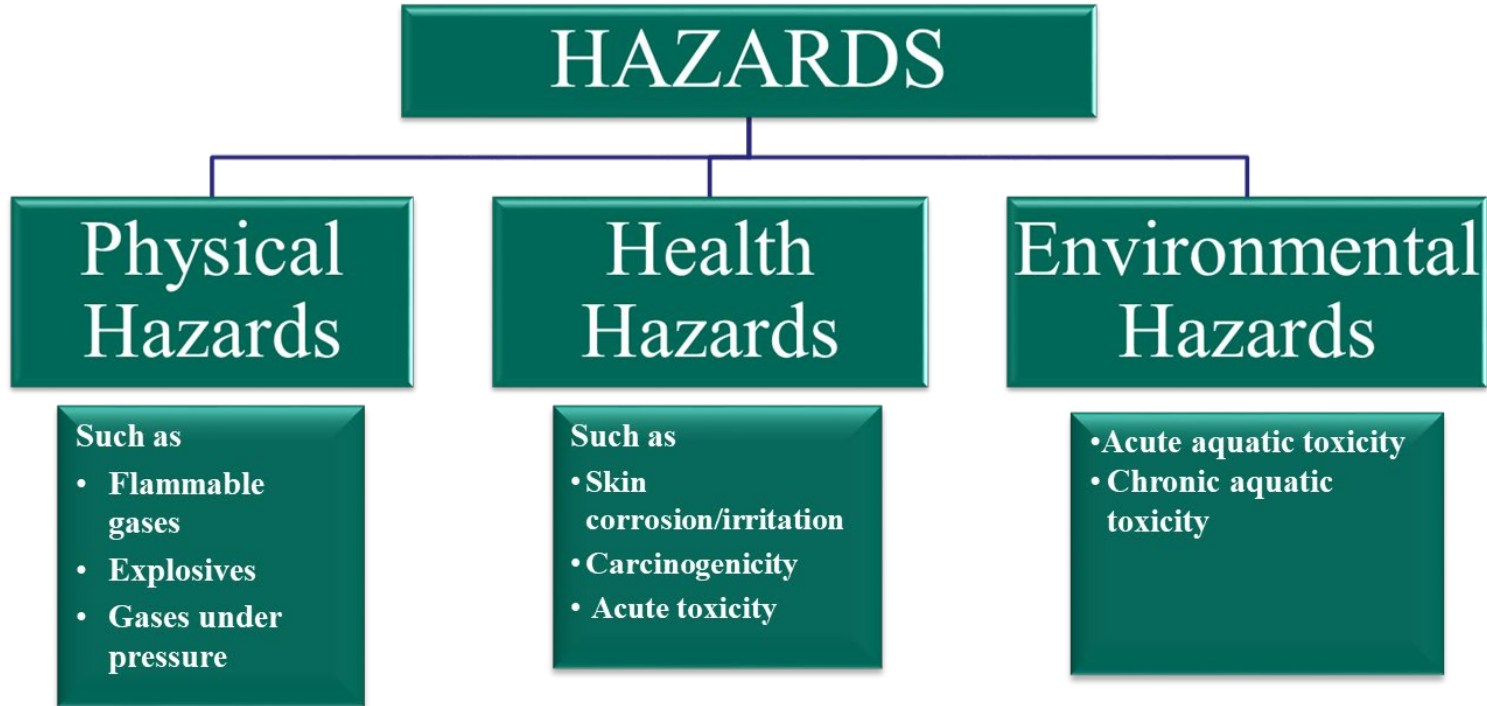 HAZARDS
Physical
Hazards
Health
Hazards
Environmental
Hazards
Such as
• Flammable
gases
• Explosives
• Gases under
pressure
Such as
• Skin
corrosion/irritation
• Carcinogenicity
• Acute toxicity
•Acute aquatic toxicity
• Chronic aquatic
toxicity